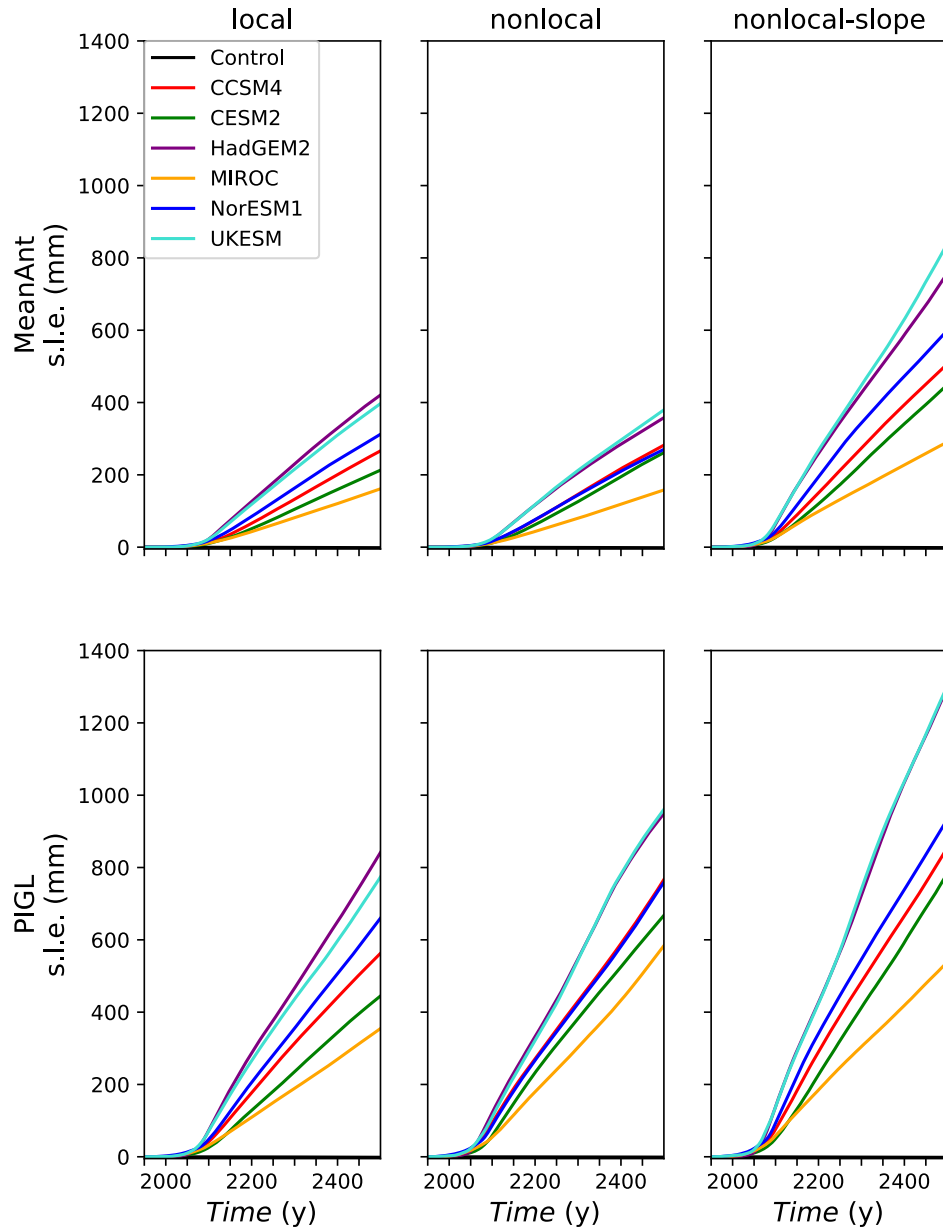 local nonlocal nonlocal-slope
1400
1200
1000
800
600
400
200
0
MeanAnt
s.l.e. (mm)
Control
CCSM4
CESM2
HadGEM2
MIROC
NorESM1
UKESM
1400
1200
1000
800
600
400
200
0
PIGL
s.l.e. (mm)
2000 2200 2400 2000 2200 2400 2000 2200 2400
Time (y) Time (y) Time (y)